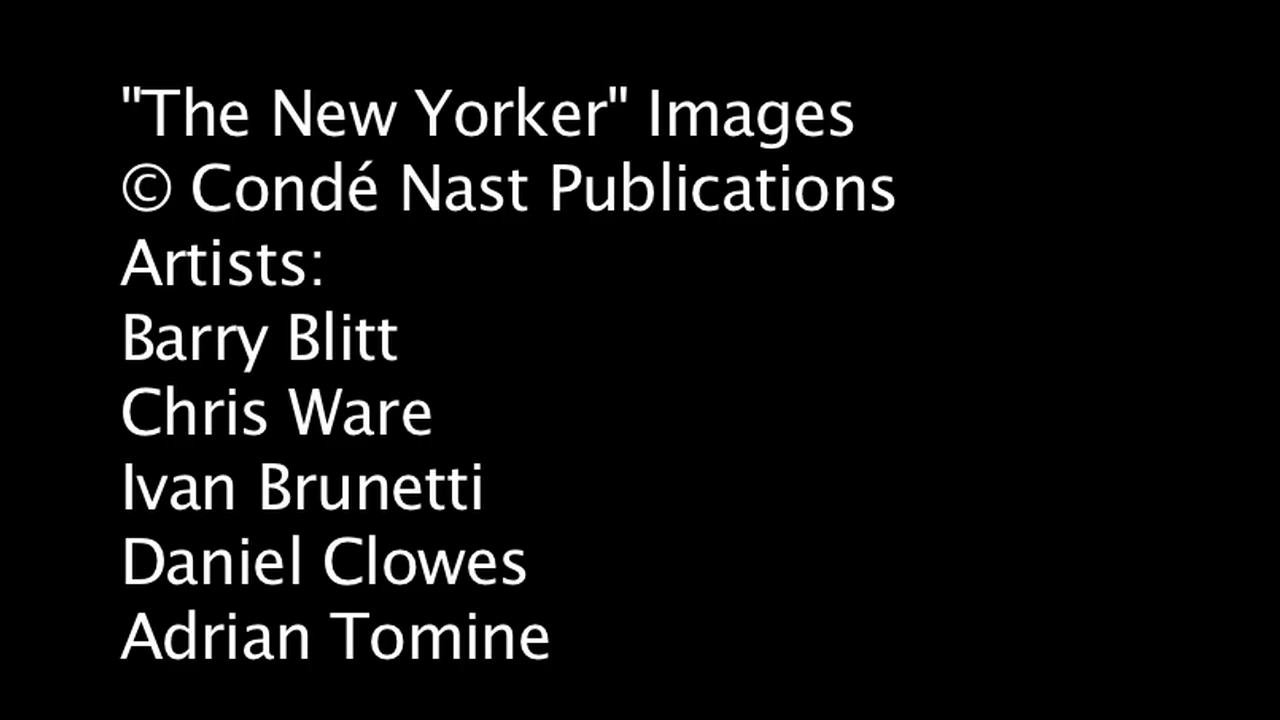 "The New Yorker" Images
© Condé Nast Publications
Artists:
Barry Blitt
Chris Ware
Ivan Brunetti
Daniel Clowes
Adrian Tomine